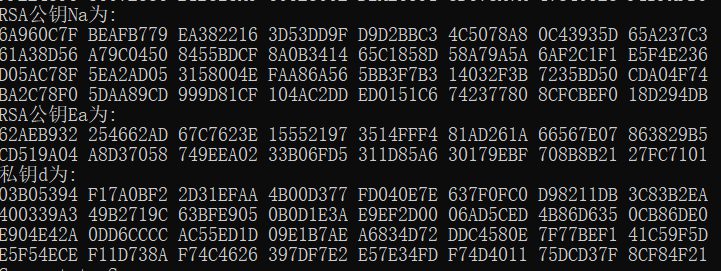 RSA公钥Na为:
6A960C7F BEAFB779 EA382216 3D53DD9F D9D2BBC3 4C5078A8 0C43935D 65A237C3
61A38D56 A79C0450 8455BDCF 8A0B3414 65C1858D 58A79A5A 6AF2C1F1 E5F4E236
D05AC78F 5EA2AD05 3158004E FAA86A56 5BB3F7B3 14032F3B 7235BD50 CDA04F74
BA2C78F0 5DAA89CD 999D81CF 104AC2DD ED0151C6 74237780 8CFCBEF0 18D294DB
RSA公钥Ea为:
62AEB932 254662AD 67C7623E 15552197 3514FFF4 81AD261A 66567E07 863829B5
CD519A04 A8D37058 749EEA02 33B06FD5 311D85A6 30179EBF 708B8B21 27FC7101
私钥d为:
03B05394 F17A0BF2 2D31EFAA 4B00D377 FD040E7E 637F0FC0 D98211DB 3C83B2EA
400339A3 49B2719C 63BFE905 0B0D1E3A E9EF2D00 06AD5CED 4B86D635 0CB86DE0
E904E42A 0DD6CCCC AC55ED1D 09E1B7AE A6834D72 DDC4580E 7F77BEF1 41C59F5D
E5F54ECE F11D738A F74C4626 397DF7E2 E57E34FD F74D4011 75DCD37F 8CF84F21